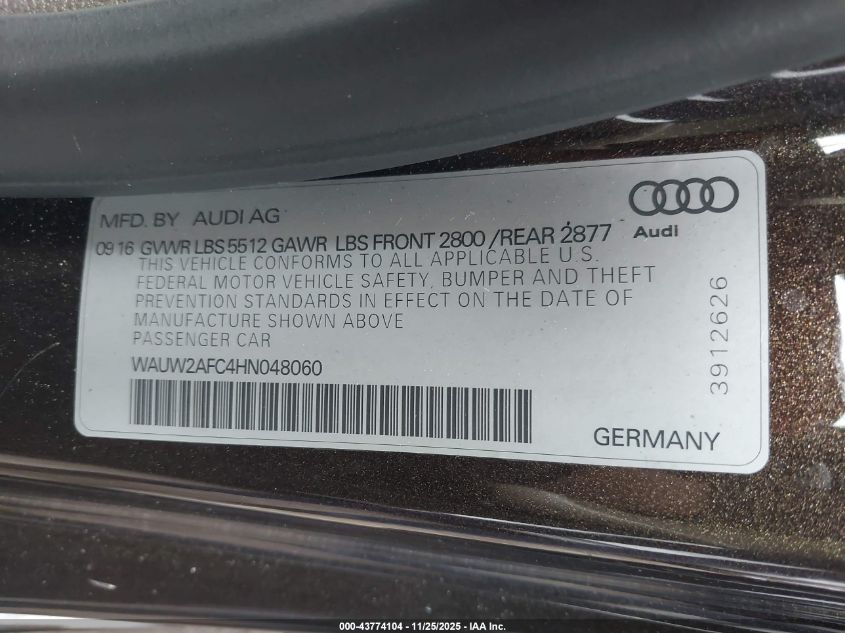 MFD. BY AUDI AG
09 16 GVWR LBS 5512 GAWR LBS FRONT 2800 /REAR 2877
Audi
THIS VEHICLE CONFORMS TO ALL APPLICABLE U.S.
FEDERAL MOTOR VEHICLE SAFETY, BUMPER AND THEFT
PREVENTION STANDARDS IN EFFECT ON THE DATE OF
MANUFACTURE SHOWN ABOVE
PASSENGER CAR
WAUW2AFC4HN048060
3912626
GERMANY
000-43774104 - 11/25/2025 - IAA Inc.